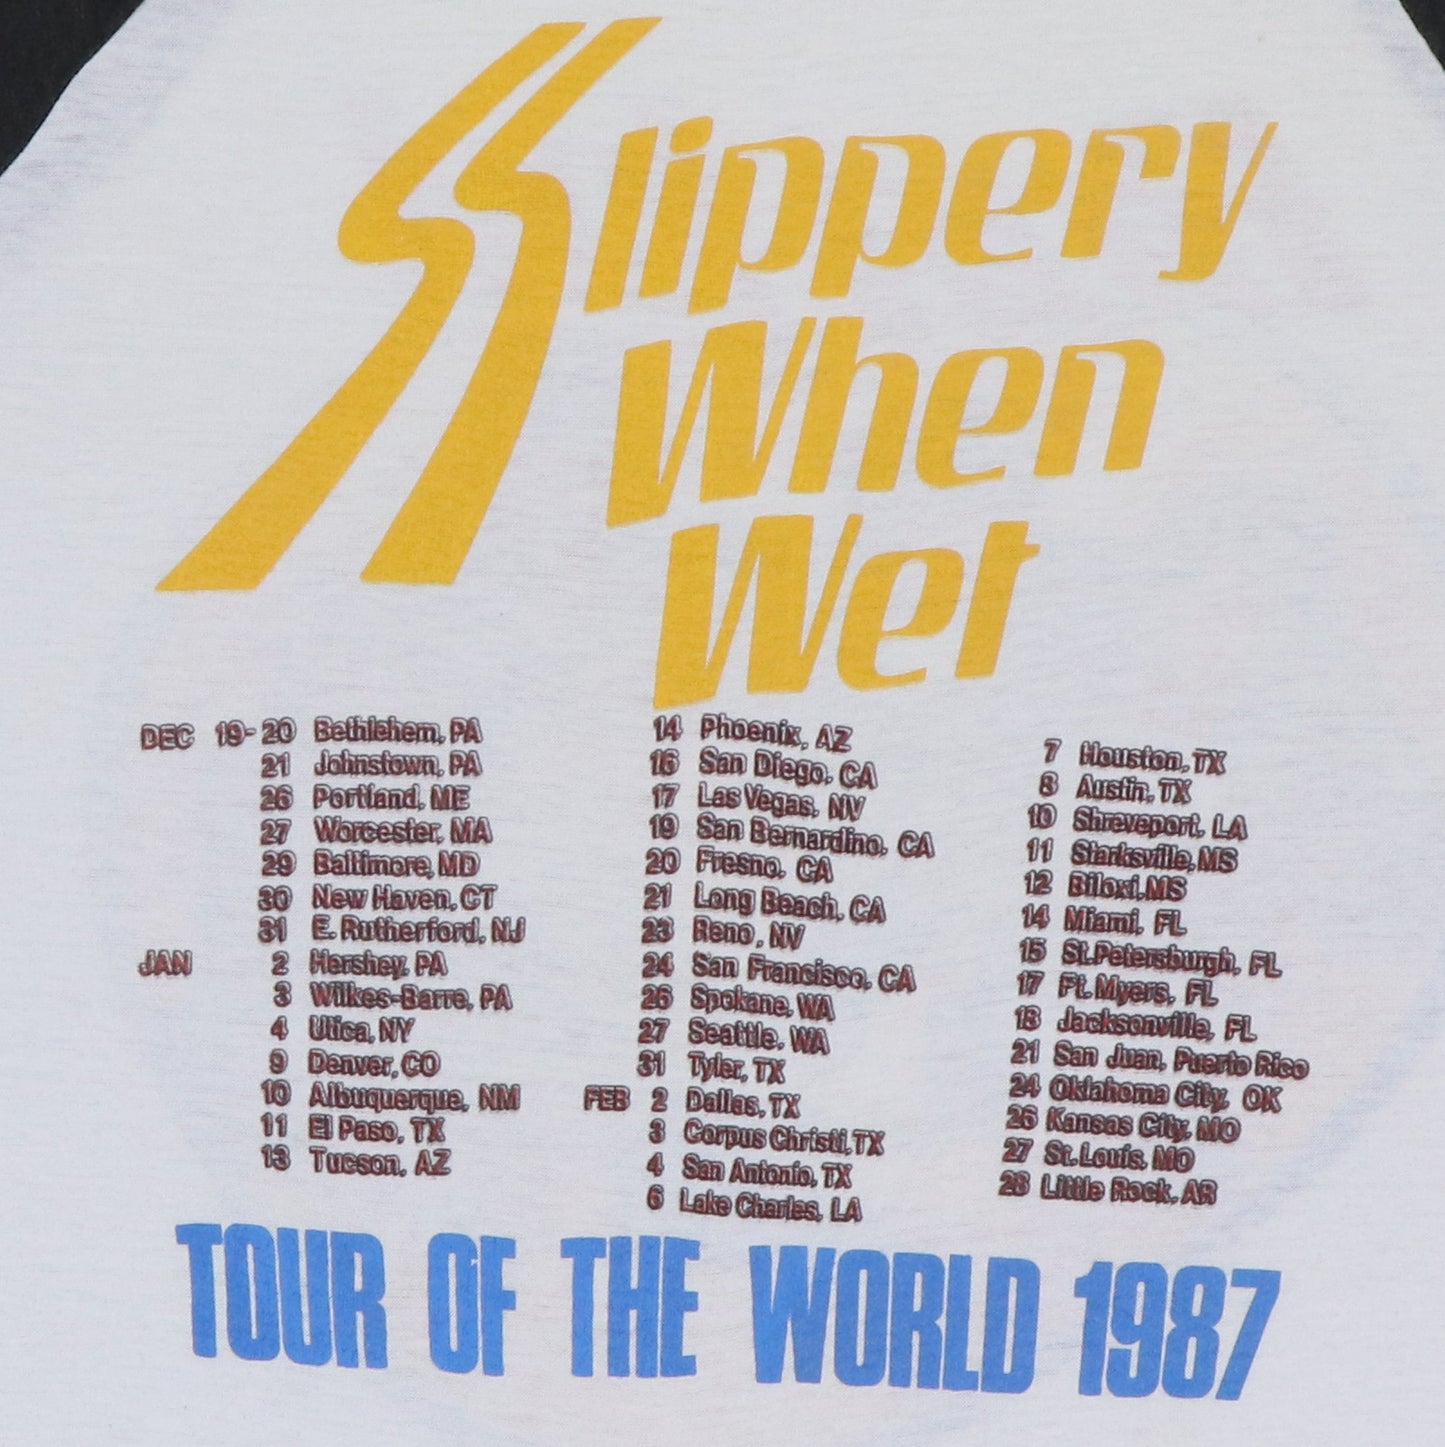 Slippery
When
Wet
DEC 19-20 Bethlehem, PA
21 Johnstown, PA
26 Portland, ME
27 Worcester, MA
29 Baltimore, MD
30 New Haven, CT
31 E. Rutherford, NJ
JAN 2 Hershey, PA
3 Wilkes-Barre, PA
4 Utica, NY
9 Denver, CO
10 Albuquerque, NM
11 El Paso, TX
13 Tucson, AZ
14 Phoenix, AZ
16 San Diego, CA
17 Las Vegas, NV
19 San Bernardino, CA
20 Fresno, CA
21 Long Beach, CA
23 Reno, NV
24 San Francisco, CA
26 Spokane, WA
27 Seattle, WA
31 Tyler, TX
FEB 2 Dallas, TX
3 Corpus Christi, TX
4 San Antonio, TX
6 Lake Charles, LA
7 Houston, TX
8 Austin, TX
10 Shreveport, LA
11 Starksville, MS
12 Biloxi, MS
14 Miami, FL
15 St. Petersburgh, FL
17 Ft. Myers, FL
18 Jacksonville, FL
21 San Juan, Puerto Rico
24 Oklahoma City, OK
26 Kansas City, MO
27 St. Louis, MO
28 Little Rock, AR
TOUR OF THE WORLD 1987